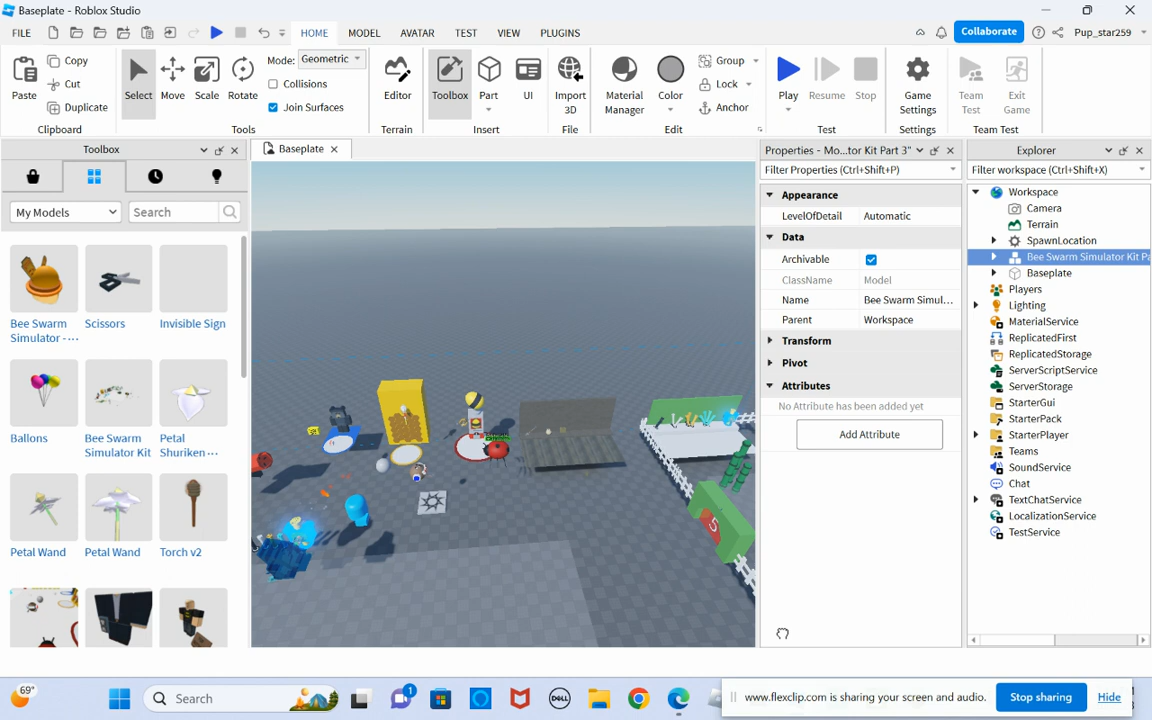 Baseplate - Roblox Studio
FILE HOME MODEL AVATAR TEST VIEW PLUGINS Collaborate Pup_star259
Paste Copy Cut Duplicate Clipboard
Select Move Scale Rotate Mode: Geometric Collisions Join Surfaces Tools
Editor Terrain
Toolbox Part UI Insert
Import 3D File
Material Manager Color Group Lock Anchor Edit
Play Resume Stop Test
Game Settings Settings
Team Test Exit Game Team Test
Toolbox
My Models Search
Bee Swarm Simulator - ... Scissors Invisible Sign
Ballons Bee Swarm Simulator Kit Petal Shuriken ...
Petal Wand Petal Wand Torch v2
Baseplate
5
Properties - Mo...tor Kit Part 3"
Filter Properties (Ctrl+Shift+P)
Appearance
LevelOfDetail Automatic
Data
Archivable
ClassName Model
Name Bee Swarm Simul...
Parent Workspace
Transform
Pivot
Attributes
No Attribute has been added yet
Add Attribute
Explorer
Filter workspace (Ctrl+Shift+X)
Workspace
Camera
Terrain
SpawnLocation
Bee Swarm Simulator Kit Pa
Baseplate
Players
Lighting
MaterialService
ReplicatedFirst
ReplicatedStorage
ServerScriptService
ServerStorage
StarterGui
StarterPack
StarterPlayer
Teams
SoundService
Chat
TextChatService
LocalizationService
TestService
69°
Search
1
DELL
www.flexclip.com is sharing your screen and audio. Stop sharing Hide